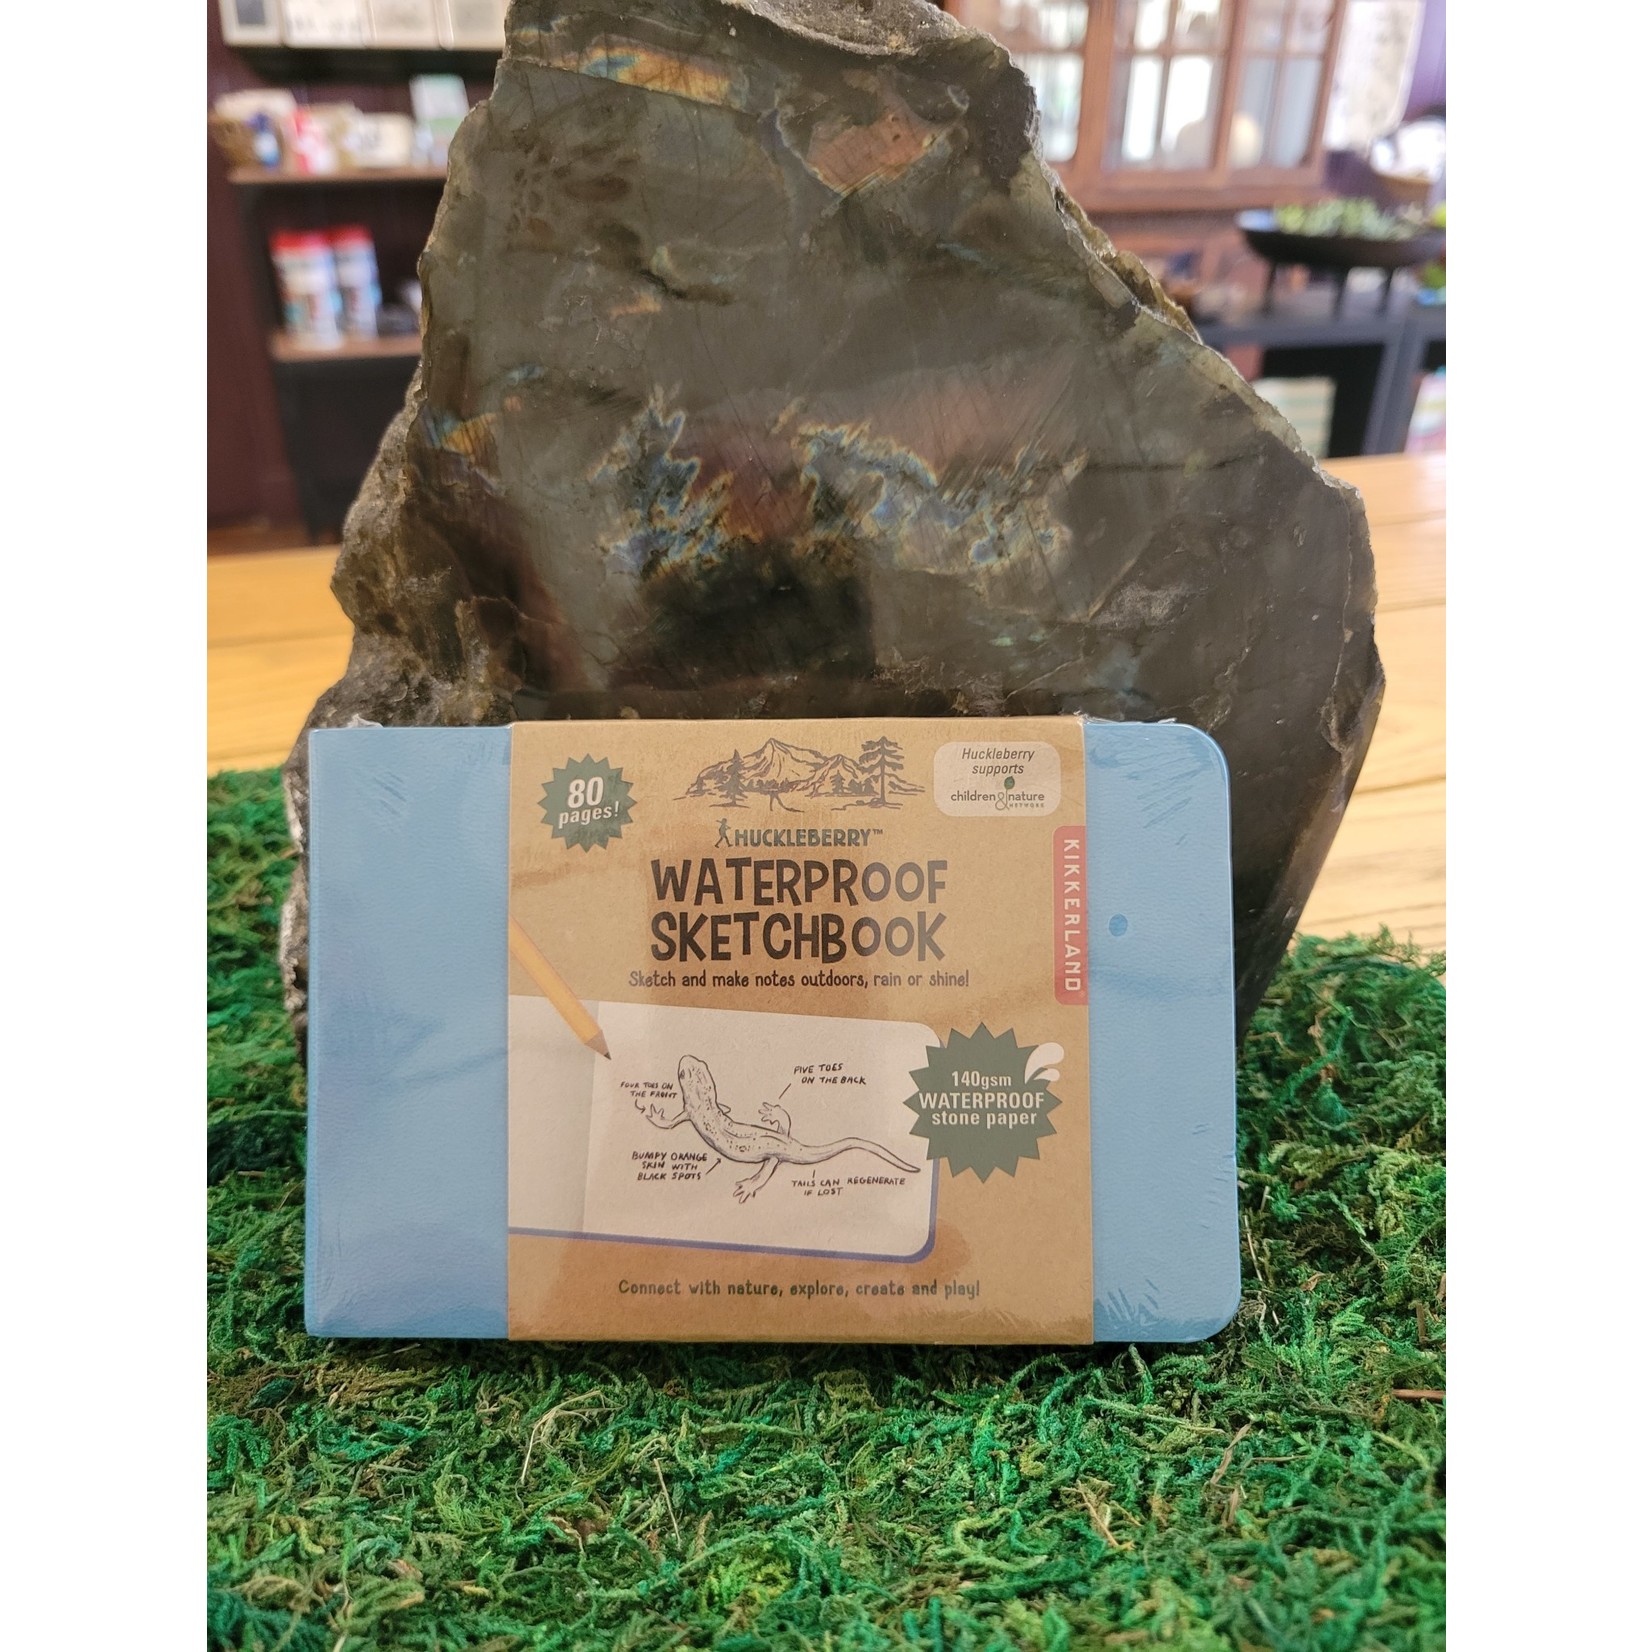 80
pages!
Huckleberry
supports
children & nature
NETWORK
HUCKLEBERRY™
WATERPROOF
SKETCHBOOK
KIKKERLAND
Sketch and make notes outdoors, rain or shine!
FOUR TOES ON
THE FRONT
FIVE TOES
ON THE BACK
BUMPY ORANGE
SKIN WITH
BLACK SPOTS
TAILS CAN REGENERATE
IF LOST
140gsm
WATERPROOF
stone paper
Connect with nature, explore, create and play!